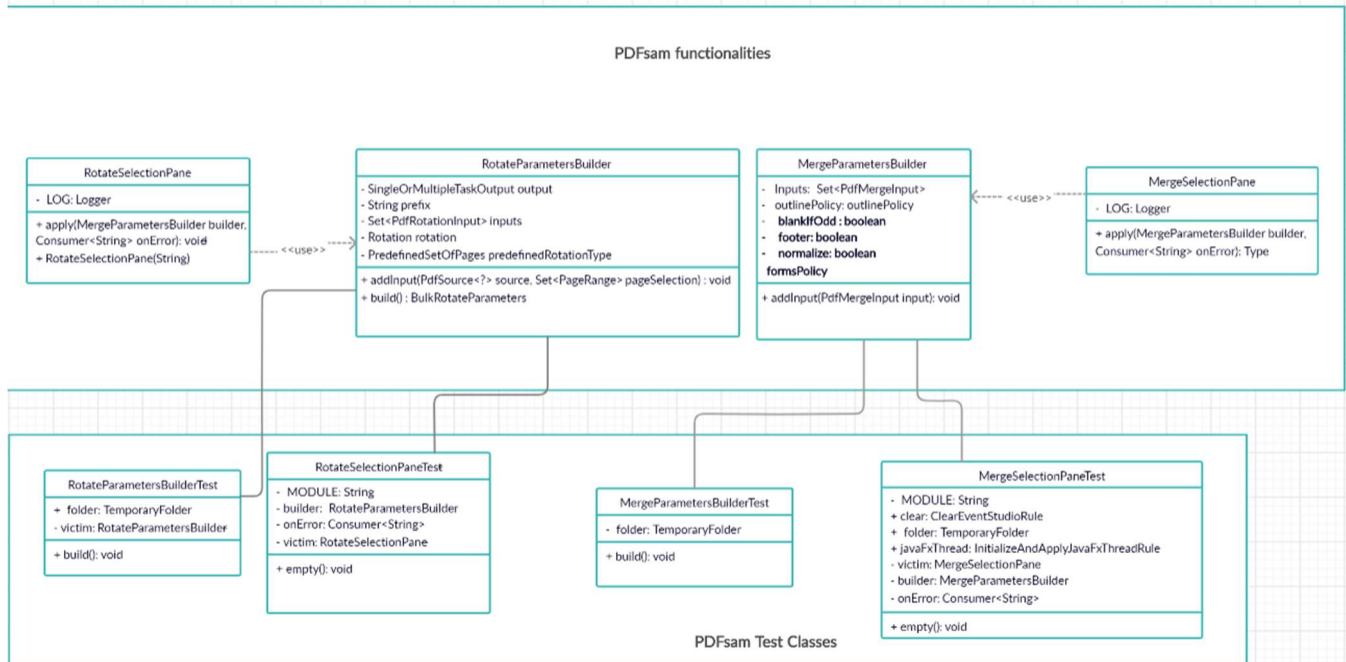 PDFsam functionalities
RotateSelectionPane
- LOG: Logger
+ apply(MergeParametersBuilder builder,
Consumer<String> onError): void
+ RotateSelectionPane(String)
<<use>>
RotateParametersBuilder
- SingleOrMultipleTaskOutput output
- String prefix
- Set<PdfRotationInput> inputs
- Rotation rotation
- PredefinedSetOfPages predefinedRotationType
+ addInput(PdfSource<?> source, Set<PageRange> pageSelection) : void
+ build() : BulkRotateParameters
MergeParametersBuilder
- Inputs: Set<PdfMergeInput>
- outlinePolicy: outlinePolicy
- blankIfOdd : boolean
- footer: boolean
- normalize: boolean
formsPolicy
+ addInput(PdfMergeInput input): void
<<use>>
MergeSelectionPane
- LOG: Logger
+ apply(MergeParametersBuilder builder,
Consumer<String> onError): Type
RotateParametersBuilderTest
+ folder: TemporaryFolder
- victim: RotateParametersBuilder
+ build(): void
RotateSelectionPaneTest
- MODULE: String
- builder: RotateParametersBuilder
- onError: Consumer<String>
- victim: RotateSelectionPane
+ empty(): void
MergeParametersBuilderTest
- folder: TemporaryFolder
+ build(): void
MergeSelectionPaneTest
- MODULE: String
+ clear: ClearEventStudioRule
+ folder: TemporaryFolder
+ javaFxThread: InitializeAndApplyJavaFxThreadRule
- victim: MergeSelectionPane
- builder: MergeParametersBuilder
- onError: Consumer<String>
+ empty(): void
PDFsam Test Classes